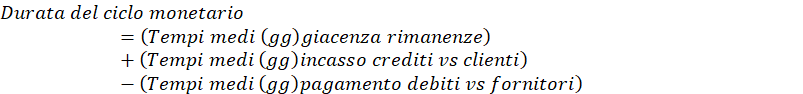 Durata del ciclo monetario
= (Tempi medi (gg)giacenza rimanenze)
+ (Tempi medi (gg)incasso crediti vs clienti)
− (Tempi medi (gg)pagamento debiti vs fornitori)